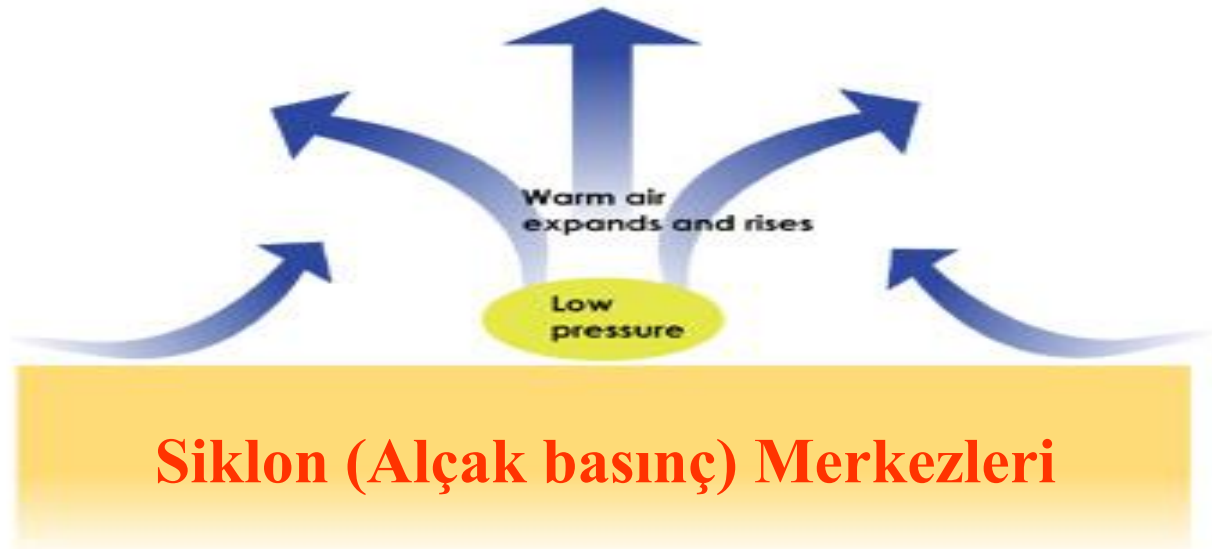 Warm air
expands and rises
Low
pressure
Siklon (Alçak basınç) Merkezleri